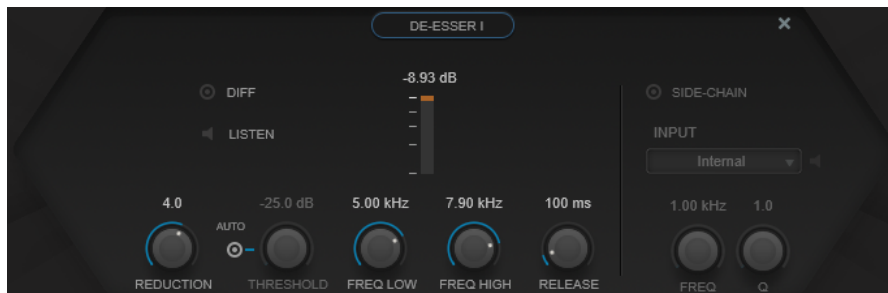 DE-ESSER I
×
-8.93 dB
DIFF
SIDE-CHAIN
LISTEN
INPUT
Internal
4.0
-25.0 dB
5.00 kHz
7.90 kHz
100 ms
1.00 kHz
1.0
AUTO
REDUCTION
THRESHOLD
FREQ LOW
FREQ HIGH
RELEASE
FREQ
Q